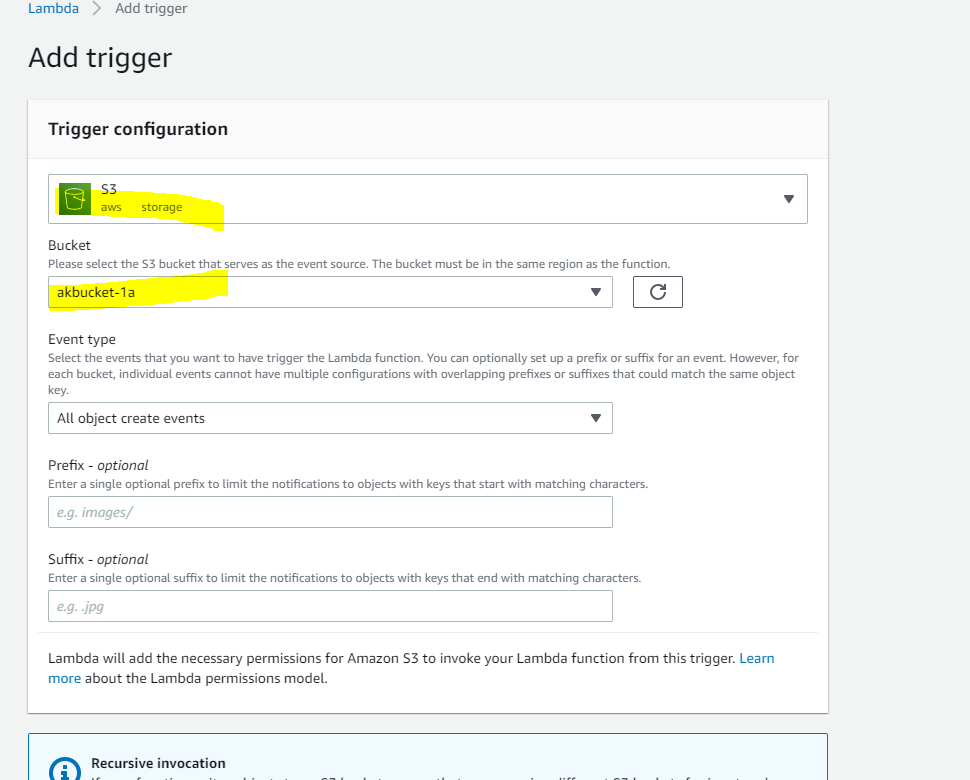 Lambda > Add trigger
Add trigger
Trigger configuration
S3
aws storage
Bucket
Please select the S3 bucket that serves as the event source. The bucket must be in the same region as the function.
akbucket-1a
Event type
Select the events that you want to have trigger the Lambda function. You can optionally set up a prefix or suffix for an event. However, for
each bucket, individual events cannot have multiple configurations with overlapping prefixes or suffixes that could match the same object
key.
All object create events
Prefix - optional
Enter a single optional prefix to limit the notifications to objects with keys that start with matching characters.
e.g. images/
Suffix - optional
Enter a single optional suffix to limit the notifications to objects with keys that end with matching characters.
e.g. .jpg
Lambda will add the necessary permissions for Amazon S3 to invoke your Lambda function from this trigger. Learn
more about the Lambda permissions model.
Recursive invocation